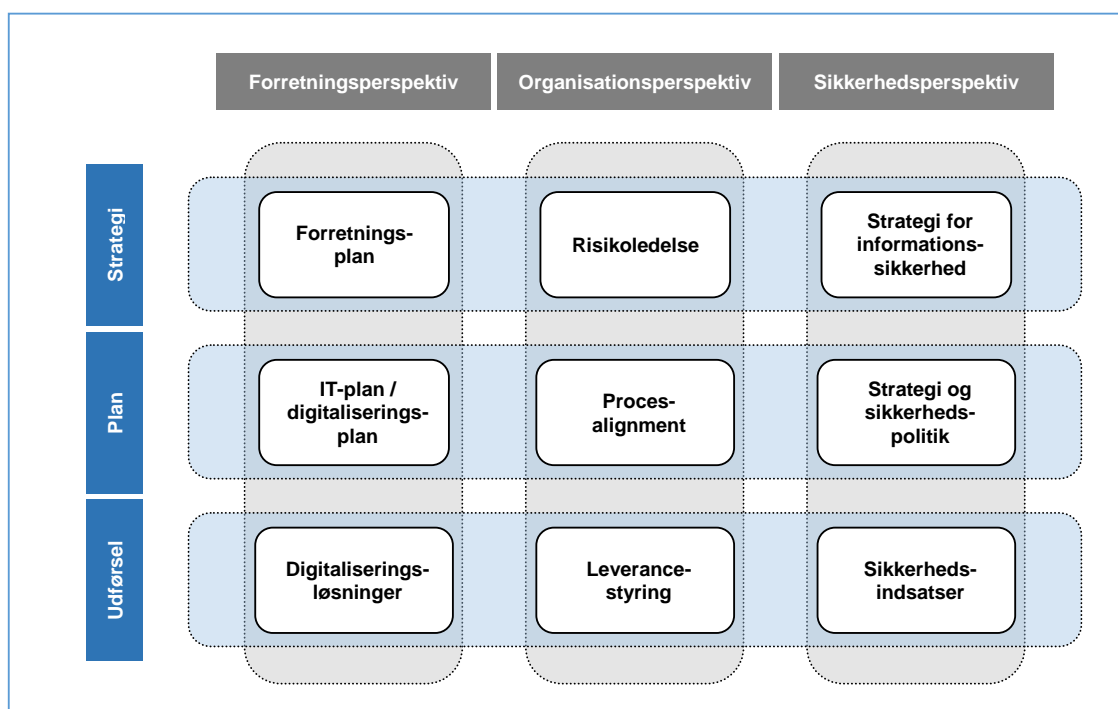 Forretningsperspektiv
Organisationsperspektiv
Sikkerhedsperspektiv
Strategi
Forretnings-
plan
Risikoledelse
Strategi for
informations-
sikkerhed
Plan
IT-plan /
digitaliserings-
plan
Proces-
alignment
Strategi og
sikkerheds-
politik
Udførsel
Digitaliserings-
løsninger
Leverance-
styring
Sikkerheds-
indsatser